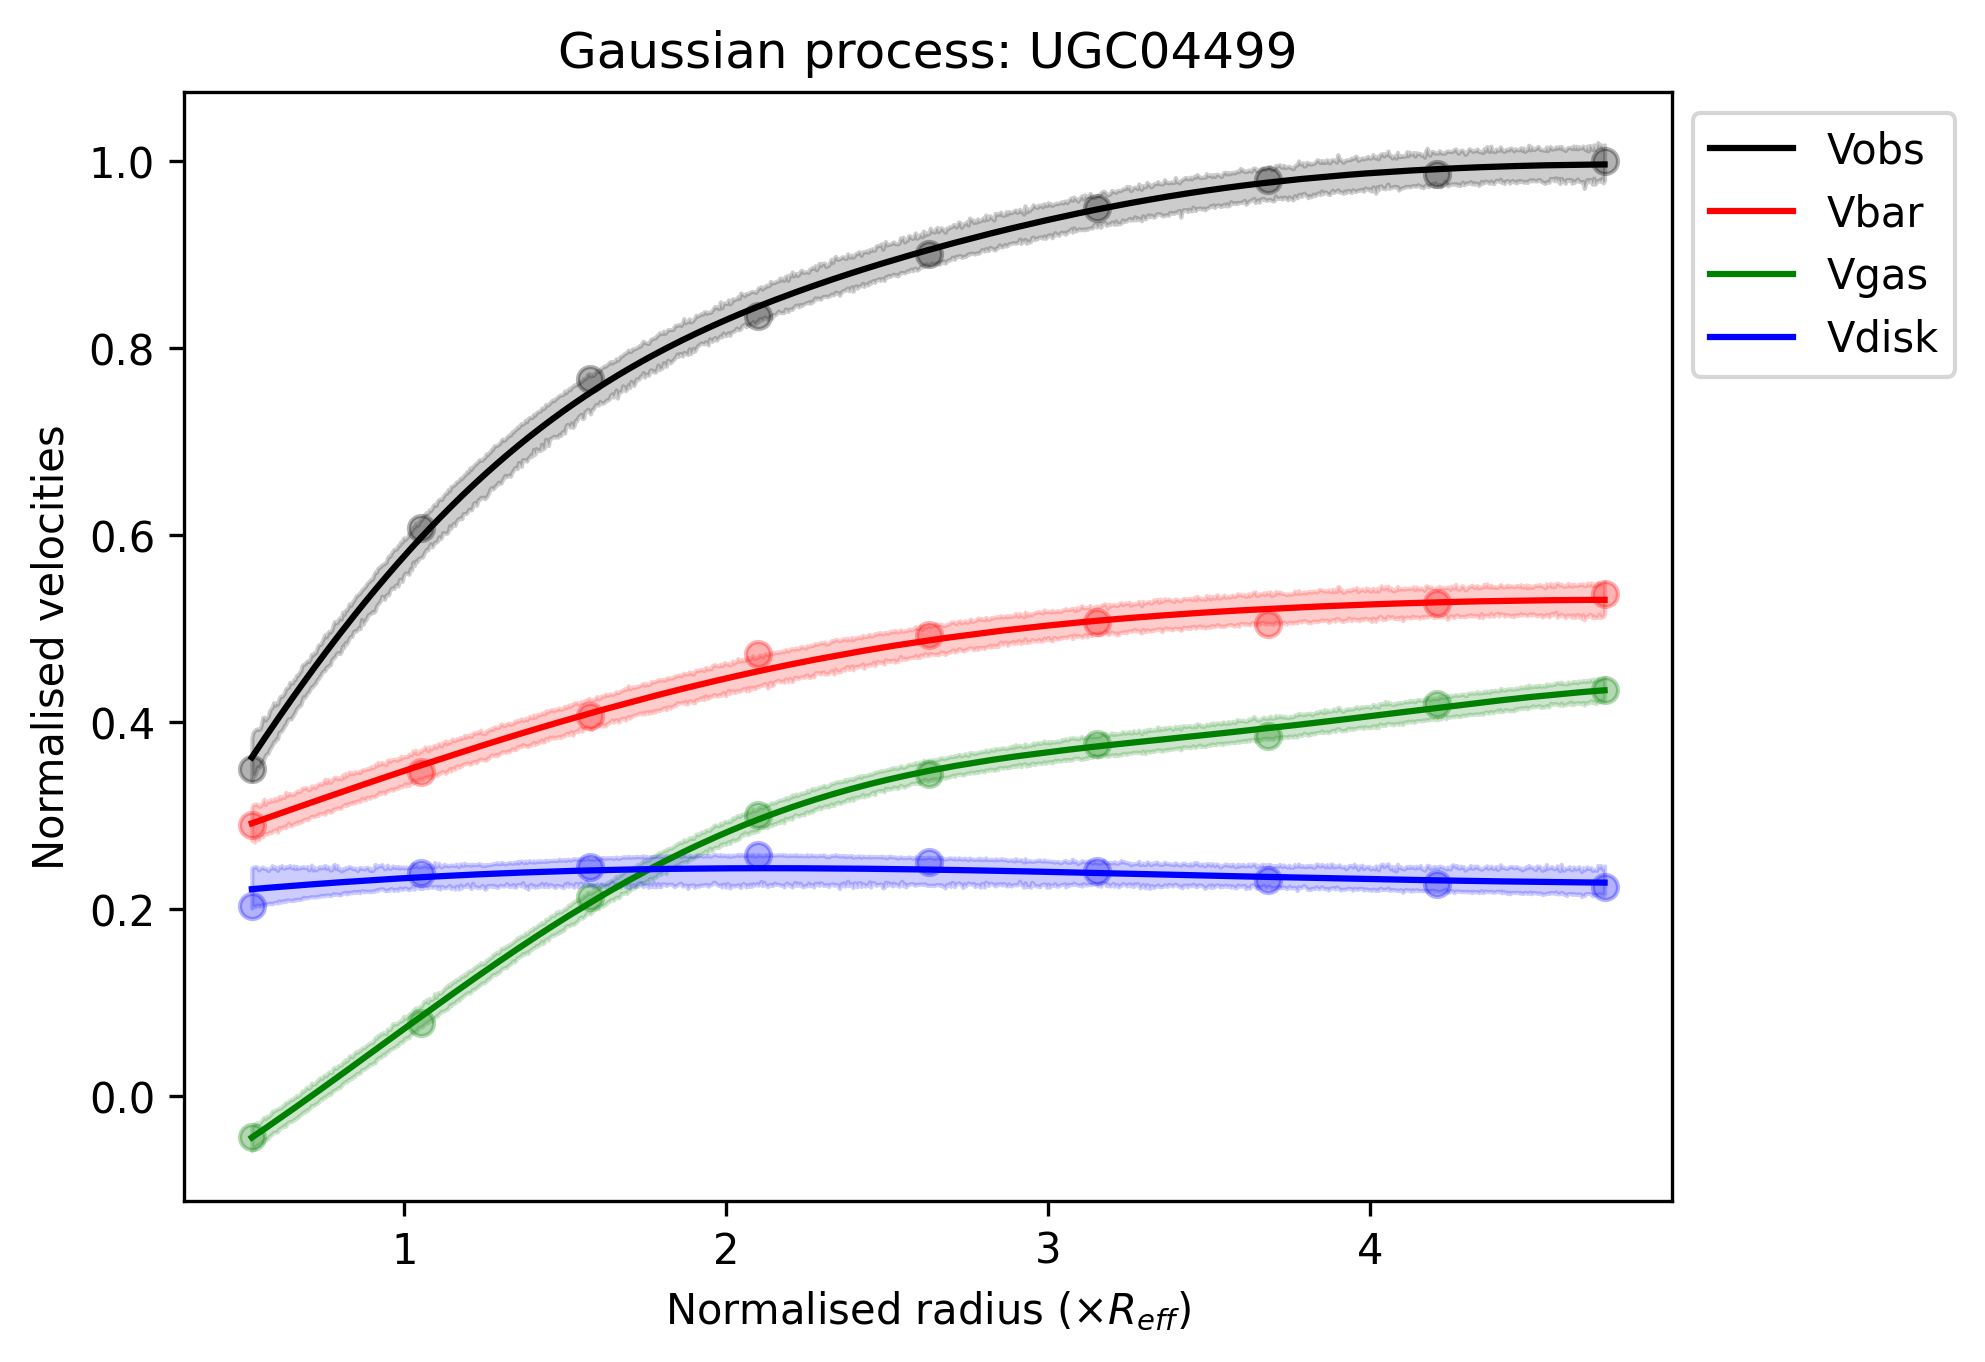 Gaussian process: UGC04499
Vobs
Vbar
Vgas
Vdisk
Normalised velocities
1.0
0.8
0.6
0.4
0.2
0.0
1 2 3 4
Normalised radius (×R_eff)